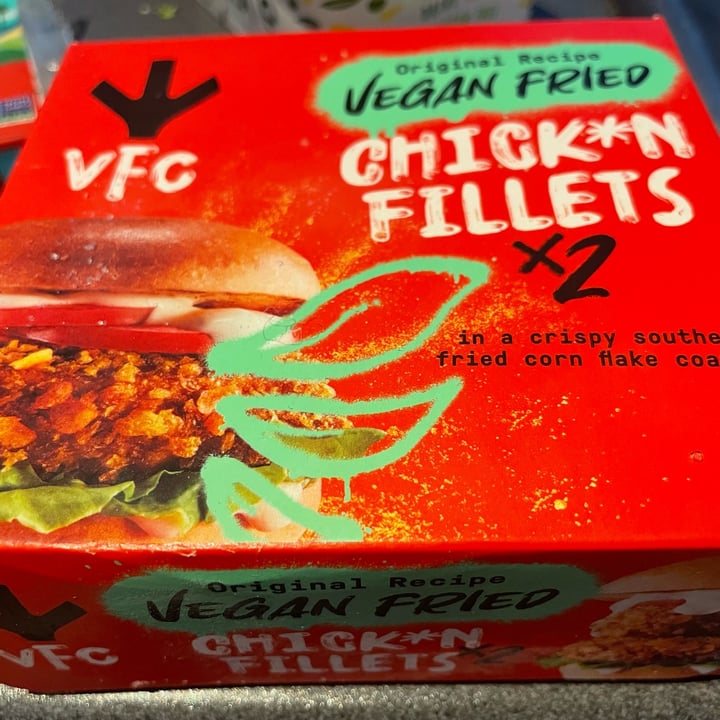 Original Recipe
VEGAN FRIED
VFC
CHICK*N
FILLETS
x2
in a crispy southe
fried corn flake coa
Original Recipe
VEGAN FRIED
VFC
CHICK*N
FILLETS x2